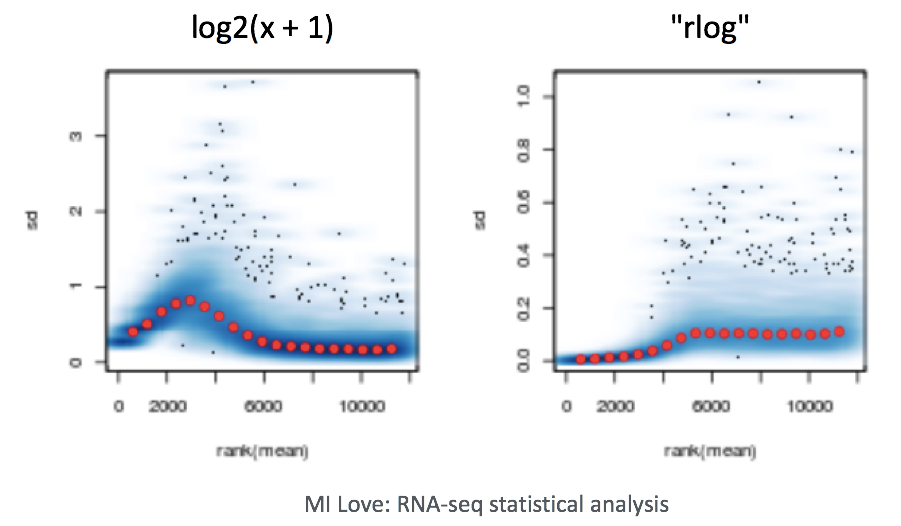 log2(x + 1)
"rlog"
sd
3
2
1
0
0 2000 6000 10000
rank(mean)
sd
1.0
0.8
0.6
0.4
0.2
0.0
0 2000 6000 10000
rank(mean)
MI Love: RNA-seq statistical analysis